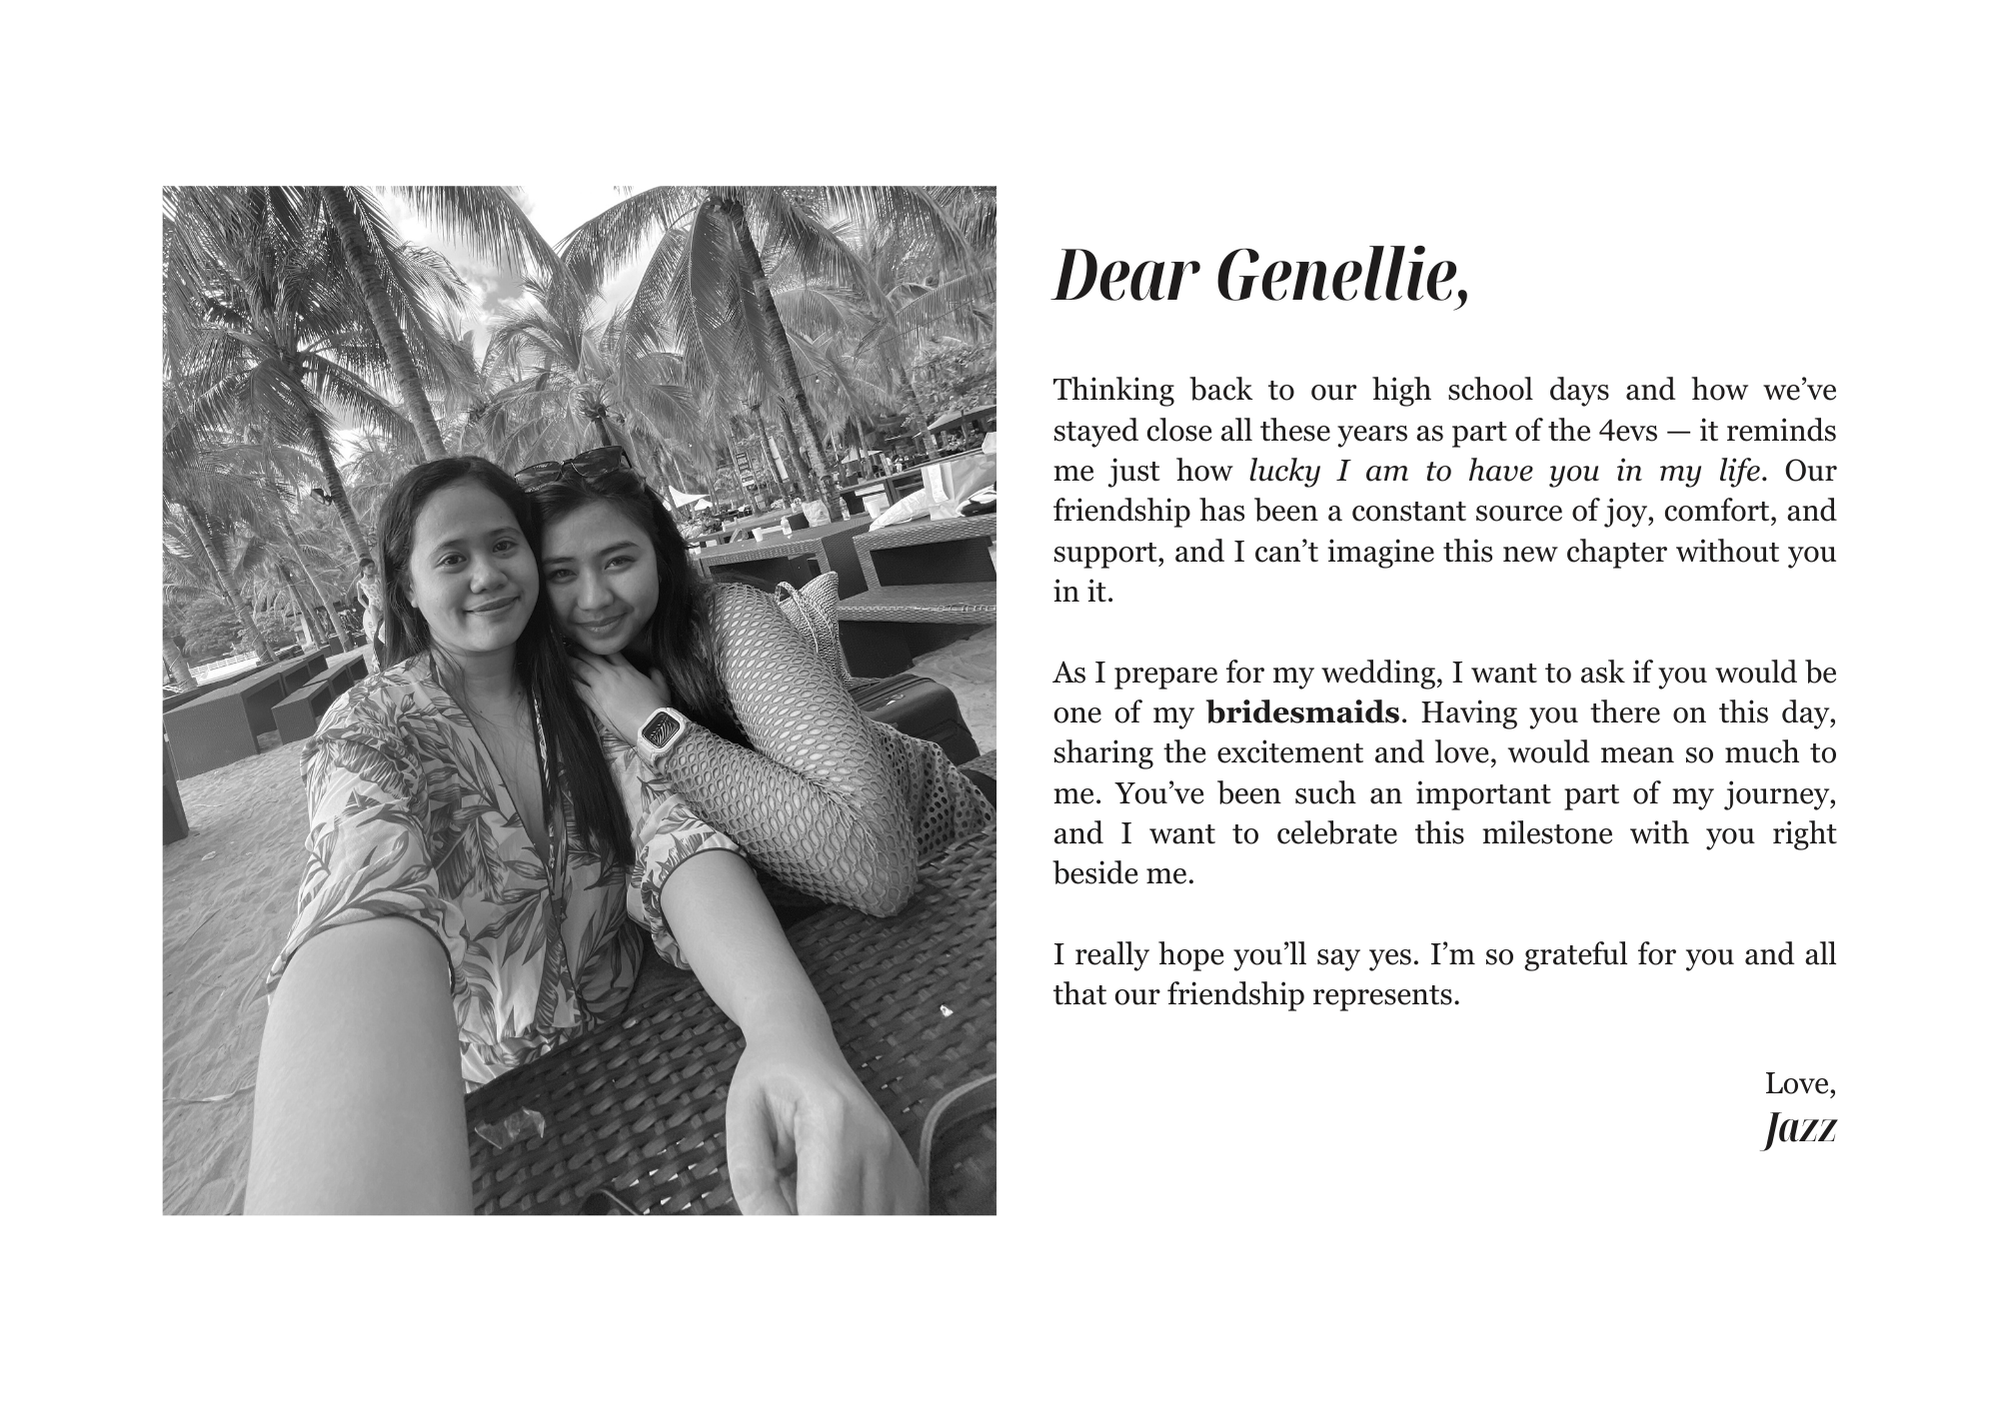 Dear Genellie,
Thinking back to our high school days and how we’ve
stayed close all these years as part of the 4evs — it reminds
me just how lucky I am to have you in my life. Our
friendship has been a constant source of joy, comfort, and
support, and I can’t imagine this new chapter without you
in it.
As I prepare for my wedding, I want to ask if you would be
one of my bridesmaids. Having you there on this day,
sharing the excitement and love, would mean so much to
me. You’ve been such an important part of my journey,
and I want to celebrate this milestone with you right
beside me.
I really hope you’ll say yes. I’m so grateful for you and all
that our friendship represents.
Love,
Jazz